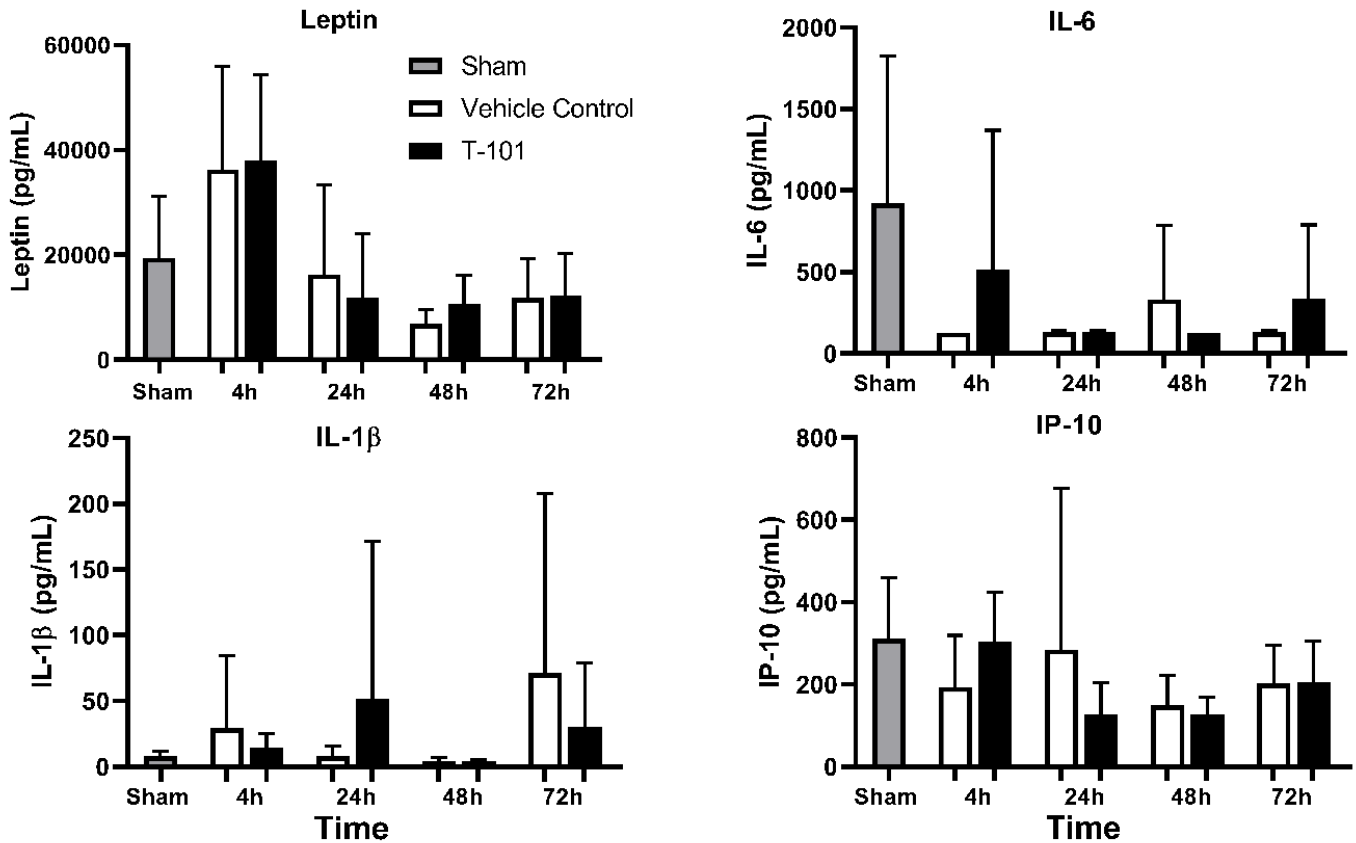 Leptin
Leptin (pg/mL)
60000
40000
20000
0
Sham
Vehicle Control
T-101
Sham 4h 24h 48h 72h
IL-6
IL-6 (pg/mL)
2000
1500
1000
500
0
Sham 4h 24h 48h 72h
IL-1β
IL-1β (pg/mL)
250
200
150
100
50
0
Sham 4h 24h 48h 72h
Time
IP-10
IP-10 (pg/mL)
800
600
400
200
0
Sham 4h 24h 48h 72h
Time